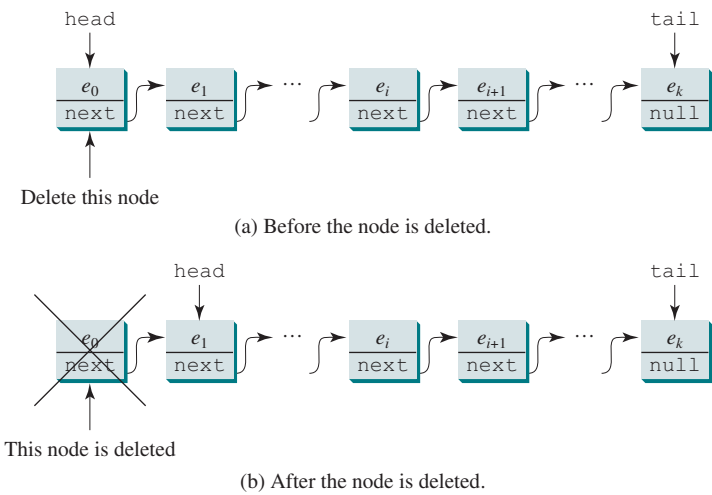 head tail
e0 e1 ... ei ei+1 ... ek
next next next next null
Delete this node
(a) Before the node is deleted.
head tail
e0 e1 ... ei ei+1 ... ek
next next next next null
This node is deleted
(b) After the node is deleted.